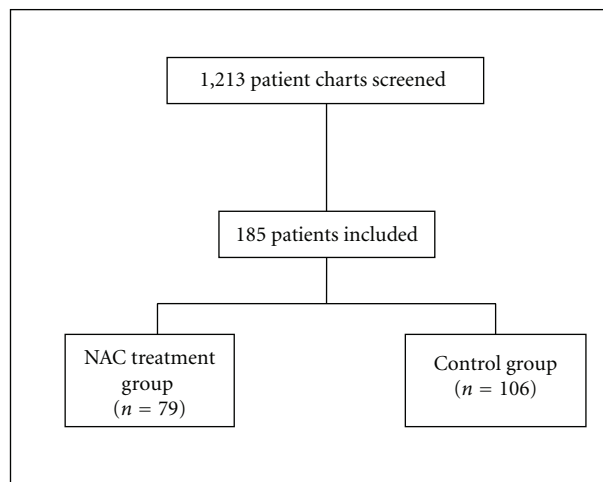 1,213 patient charts screened
185 patients included
NAC treatment
group
(n = 79)
Control group
(n = 106)